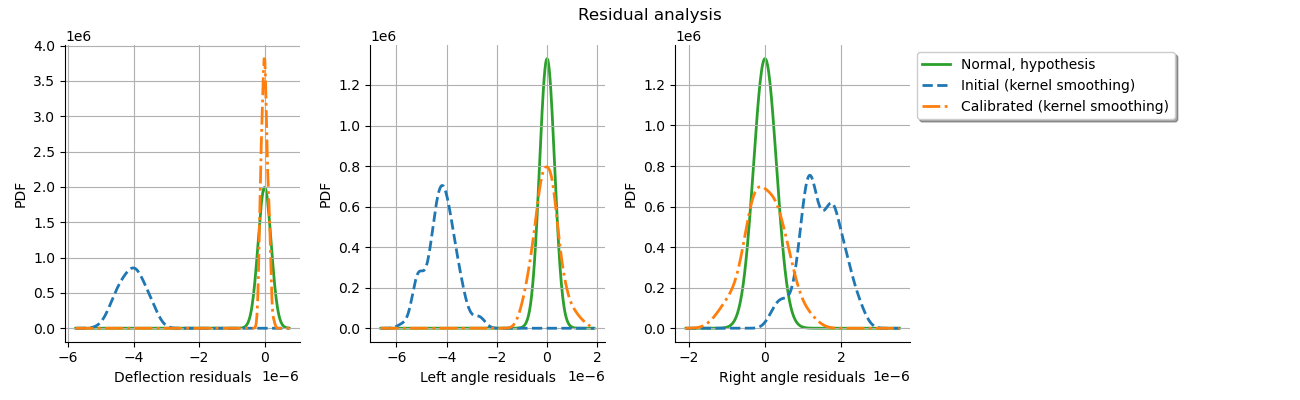 Residual analysis
1e6
4.0
3.5
3.0
2.5
2.0
1.5
1.0
0.5
0.0
PDF
−6
−4
−2
0
Deflection residuals
1e−6
1e6
1.2
1.0
0.8
0.6
0.4
0.2
0.0
PDF
−6
−4
−2
0
2
Left angle residuals
1e−6
1e6
1.2
1.0
0.8
0.6
0.4
0.2
0.0
PDF
−2
0
2
Right angle residuals
1e−6
Normal, hypothesis
Initial (kernel smoothing)
Calibrated (kernel smoothing)